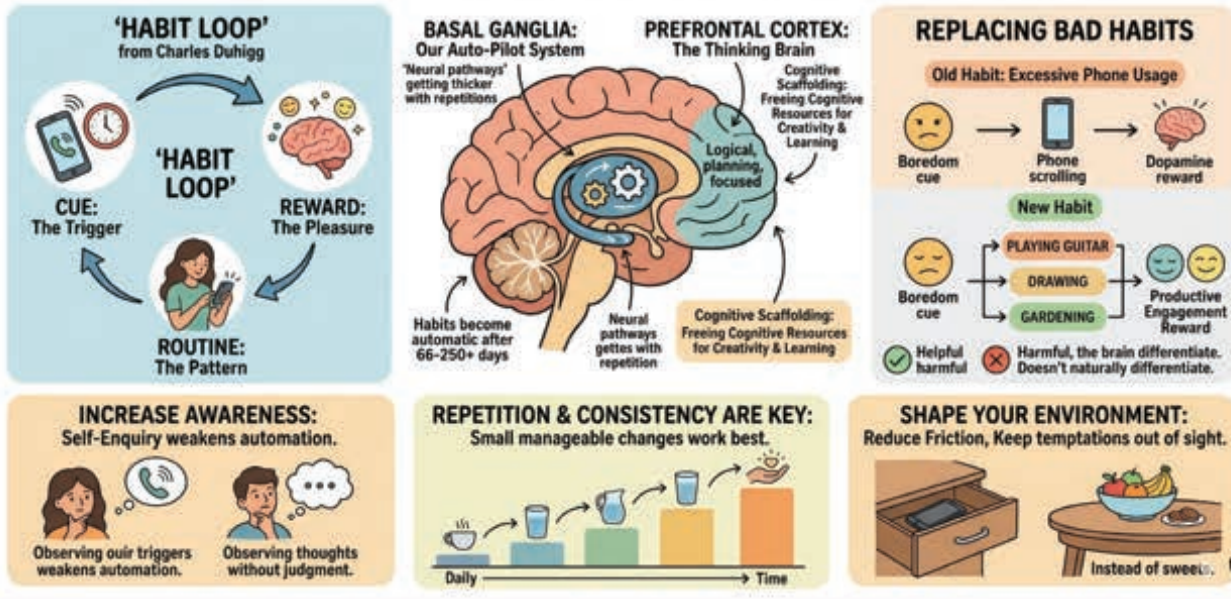 'HABIT LOOP'
from Charles Duhigg
'HABIT
LOOP'
CUE:
The Trigger
REWARD:
The Pleasure
ROUTINE:
The Pattern
BASAL GANGLIA:
Our Auto-Pilot System
'Neural pathways'
getting thicker
with repetitions
PREFRONTAL CORTEX:
The Thinking Brain
Cognitive
Scaffolding:
Freeing Cognitive
Resources for
Creativity &
Learning
Logical,
planning,
focused
Habits become
automatic after
66-250+ days
Neural
pathways
gettes with
repetition
Cognitive Scaffolding:
Freeing Cognitive Resources
for Creativity & Learning
REPLACING BAD HABITS
Old Habit: Excessive Phone Usage
Boredom
cue
Phone
scrolling
Dopamine
reward
New Habit
Boredom
cue
PLAYING GUITAR
DRAWING
GARDENING
Productive
Engagement
Reward
Helpful
harmful
Harmful, the brain differentiate.
Doesn't naturally differentiate.
INCREASE AWARENESS:
Self-Enquiry weakens automation.
Observing ouir triggers
weakens automation.
Observing thoughts
without judgment.
REPETITION & CONSISTENCY ARE KEY:
Small manageable changes work best.
Daily
Time
SHAPE YOUR ENVIRONMENT:
Reduce Friction, Keep temptations out of sight.
Instead of sweets.